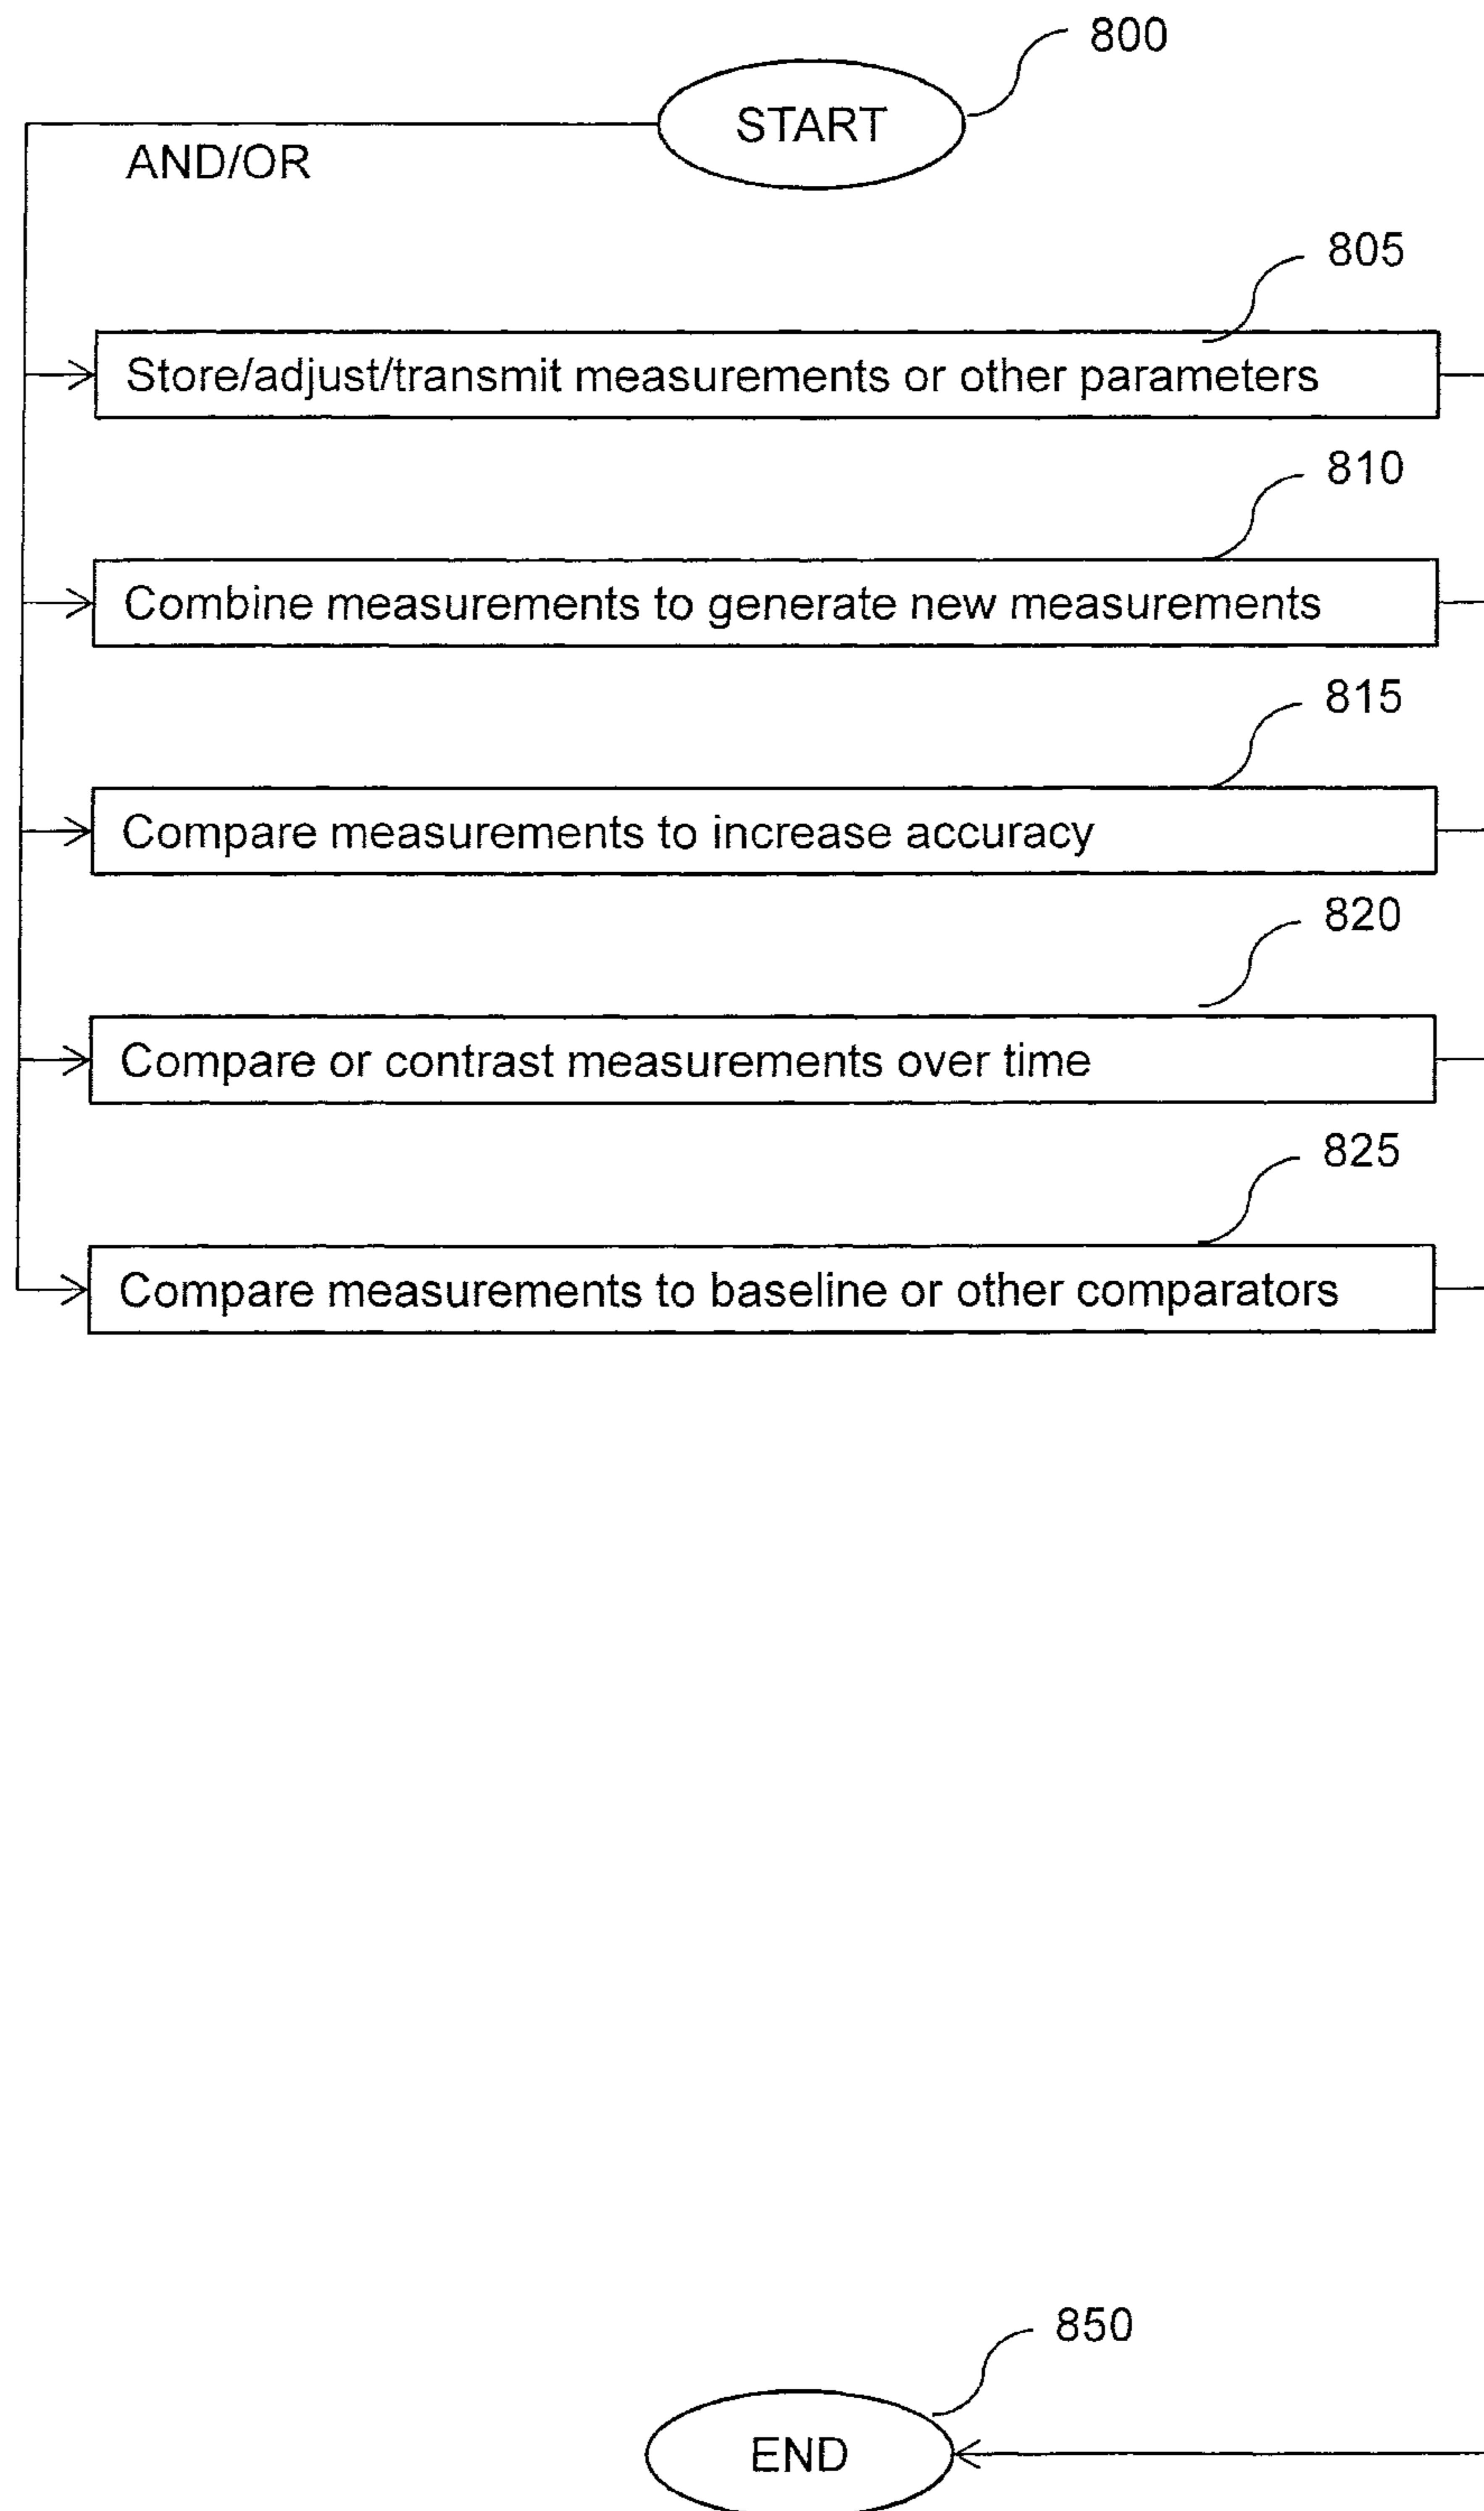 800
START
AND/OR
805
Store/adjust/transmit measurements or other parameters
810
Combine measurements to generate new measurements
815
Compare measurements to increase accuracy
820
Compare or contrast measurements over time
825
Compare measurements to baseline or other comparators
850
END